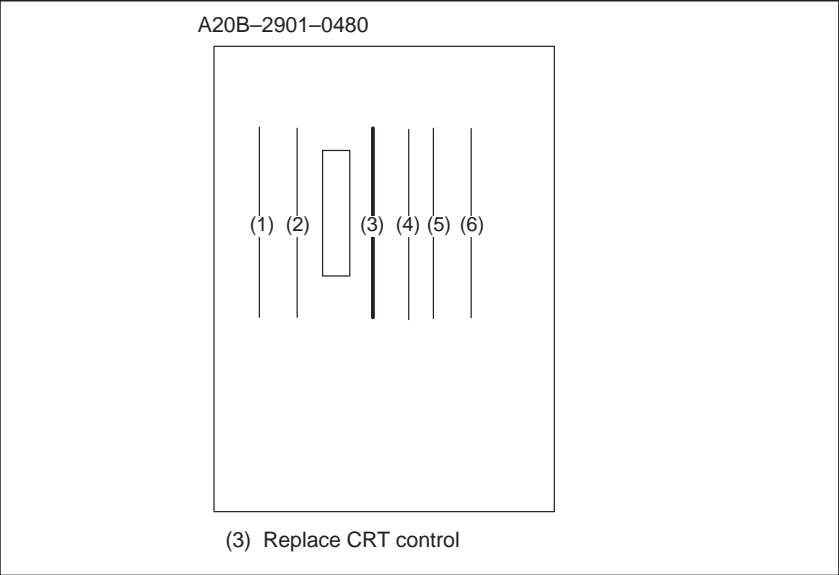 A20B–2901–0480
(1) (2) (3) (4) (5) (6)
(3) Replace CRT control